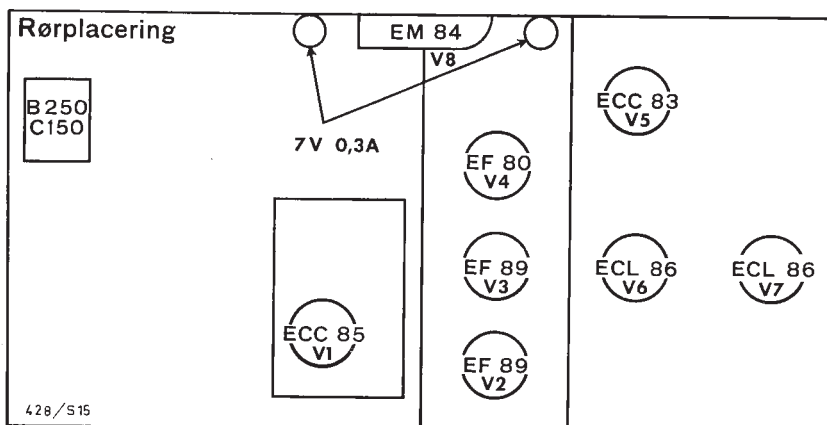 Rørplacering
EM 84
V8
B250
C150
7V 0,3A
ECC 83
V5
EF 80
V4
EF 89
V3
ECL 86
V6
ECL 86
V7
ECC 85
V1
EF 89
V2
428/S15